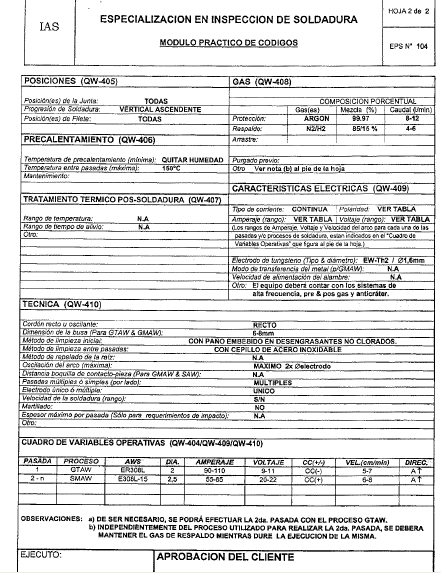 HOJA 2 de 2
IAS
ESPECIALIZACION EN INSPECCION DE SOLDADURA
MODULO PRACTICO DE CODIGOS
EPS N° 104
POSICIONES (QW-405)
Posición(es) de la Junta: TODAS
Progresión de Soldadura: VERTICAL ASCENDENTE
Posición(es) de Filete: TODAS
PRECALENTAMIENTO (QW-406)
Temperatura de precalentamiento (mínima): QUITAR HUMEDAD
Temperatura entre pasadas (máxima): 150°C
Mantenimiento:
TRATAMIENTO TERMICO POS-SOLDADURA (QW-407)
Rango de temperatura: N.A
Rango de tiempo de alivio: N.A
Otro:
GAS (QW-408)
COMPOSICION PORCENTUAL
Gas(es) Mezcla (%) Caudal (l/min)
Protección: ARGON 99.97 8-12
Respaldo: N2/H2 85/15 % 4-6
Arrastre:
Purgado previo:
Otro Ver nota (b) al pie de la hoja
CARACTERISTICAS ELECTRICAS (QW-409)
Tipo de corriente: CONTINUA Polaridad: VER TABLA
Amperaje (rango): VER TABLA Voltaje (rango): VER TABLA
(Los rangos de Amperaje, Voltaje y Velocidad del arco para cada una de las
pasadas y/o procesos de soldadura, estan indicados en el "Cuadro de
Variables Operativas" que figura al pie de la hoja.)
Electrodo de tungsteno (Tipo & diámetro): EW-Th2 / Ø1,6mm
Modo de transferencia del metal (p/GMAW): N.A
Velocidad de alimentación del alambre: N.A
Otro: El equipo deberá contar con los sistemas de
alta frecuencia, pre & pos gas y anticráter.
TECNICA (QW-410)
Cordón recto u oscilante: RECTO
Dimensión de la busa (Para GTAW & GMAW): 6-8mm
Método de limpieza inicial: CON PAÑO EMBEBIDO EN DESENGRASANTES NO CLORADOS.
Método de limpieza entre pasadas: CON CEPILLO DE ACERO INOXIDABLE
Método de repelado de la raíz: N.A
Oscilación del arco (máxima): MAXIMO 2x Øelectrodo
Distancia boquilla de contacto-pieza (Para GMAW & SAW): N.A
Pasadas múltiples ó simples (por lado): MULTIPLES
Electrodo único ó múltiple: UNICO
Velocidad de la soldadura (rango): S/N
Martillado: NO
Espesor máximo por pasada (Sólo para requerimientos de impacto): N.A
Otro:
CUADRO DE VARIABLES OPERATIVAS (QW-404/QW-409/QW-410)
PASADA PROCESO AWS DIA. AMPERAJE VOLTAJE CC(+/-) VEL.(cm/min) DIREC.
1 GTAW ER308L 2 90-110 9-11 CC(-) 5-7 A↑
2 - n SMAW E308L-15 2,5 55-85 20-22 CC(+) 6-8 A↑
OBSERVACIONES: a) DE SER NECESARIO, SE PODRÁ EFECTUAR LA 2da. PASADA CON EL PROCESO GTAW.
b) INDEPENDIENTEMENTE DEL PROCESO UTILIZADO PARA REALIZAR LA 2da. PASADA, SE DEBERA
MANTENER EL GAS DE RESPALDO MIENTRAS DURE LA EJECUCION DE LA MISMA.
EJECUTO: APROBACION DEL CLIENTE